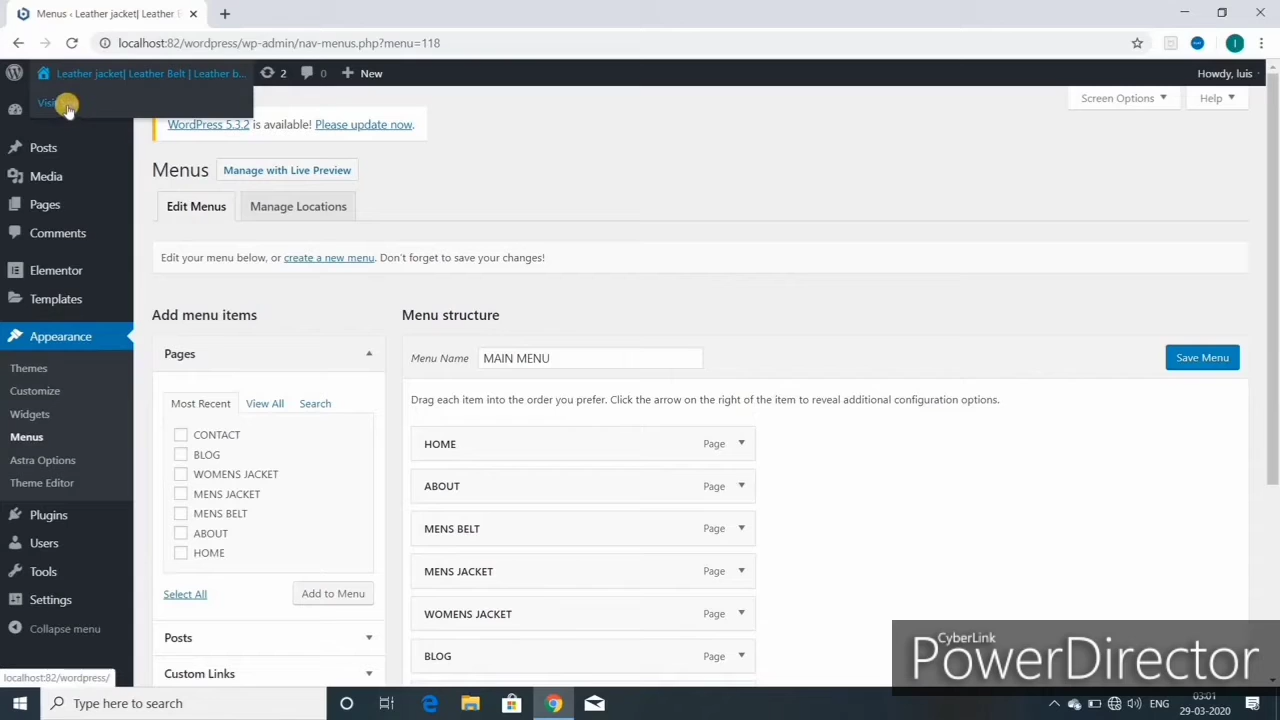 Menus ‹ Leather jacket| Leather
localhost:82/wordpress/wp-admin/nav-menus.php?menu=118
Leather jacket| Leather Belt | Leather b...
2
0
New
Howdy, luis
Visit
Screen Options
Help
WordPress 5.3.2 is available! Please update now.
Posts
Media
Pages
Comments
Elementor
Templates
Appearance
Themes
Customize
Widgets
Menus
Astra Options
Theme Editor
Plugins
Users
Tools
Settings
Collapse menu
Menus
Manage with Live Preview
Edit Menus
Manage Locations
Edit your menu below, or create a new menu. Don't forget to save your changes!
Add menu items
Pages
Most Recent
View All
Search
CONTACT
BLOG
WOMENS JACKET
MENS JACKET
MENS BELT
ABOUT
HOME
Select All
Add to Menu
Posts
Custom Links
Menu structure
Menu Name
MAIN MENU
Save Menu
Drag each item into the order you prefer. Click the arrow on the right of the item to reveal additional configuration options.
HOME Page
ABOUT Page
MENS BELT Page
MENS JACKET Page
WOMENS JACKET Page
BLOG Page
CyberLink
PowerDirector
localhost:82/wordpress/
Type here to search
ENG
03:01
29-03-2020